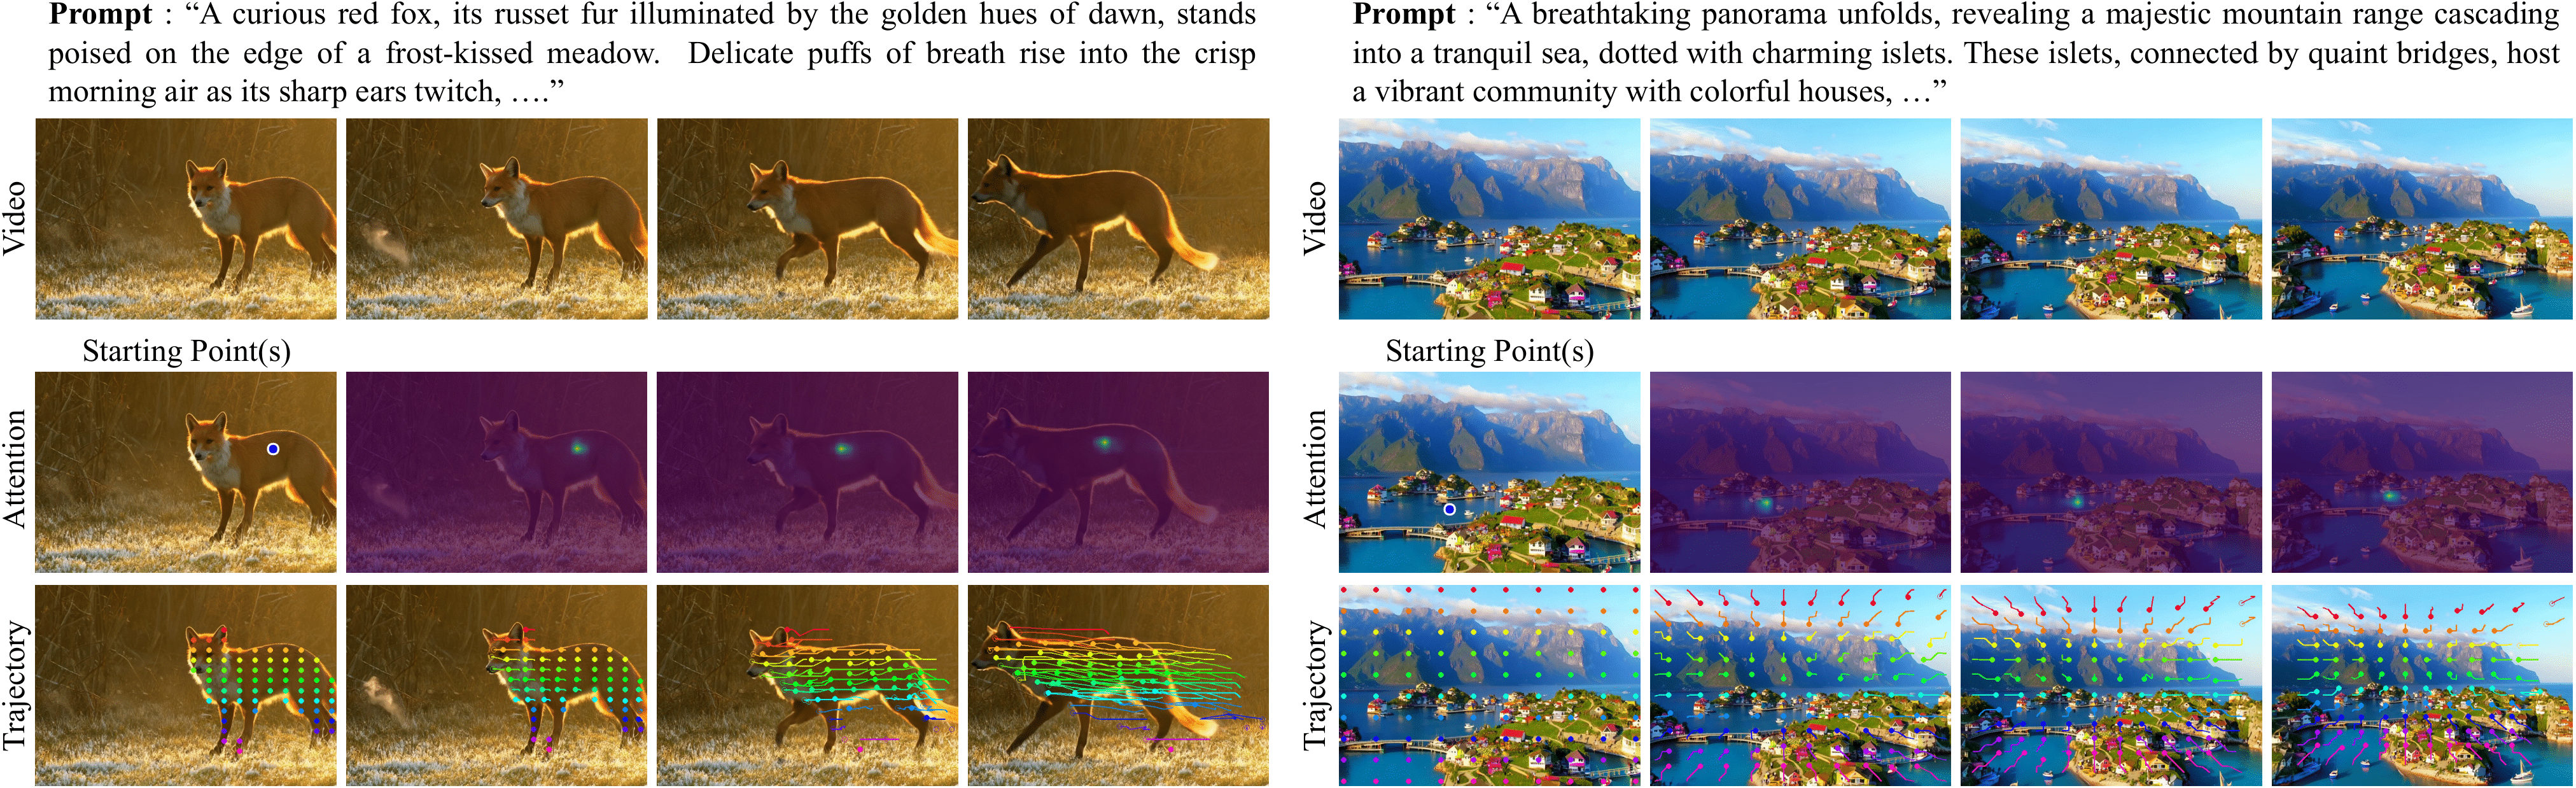 Prompt : “A curious red fox, its russet fur illuminated by the golden hues of dawn, stands
poised on the edge of a frost-kissed meadow. Delicate puffs of breath rise into the crisp
morning air as its sharp ears twitch, ….”
Video
Starting Point(s)
Attention
Trajectory
Prompt : “A breathtaking panorama unfolds, revealing a majestic mountain range cascading
into a tranquil sea, dotted with charming islets. These islets, connected by quaint bridges, host
a vibrant community with colorful houses, …”
Video
Starting Point(s)
Attention
Trajectory